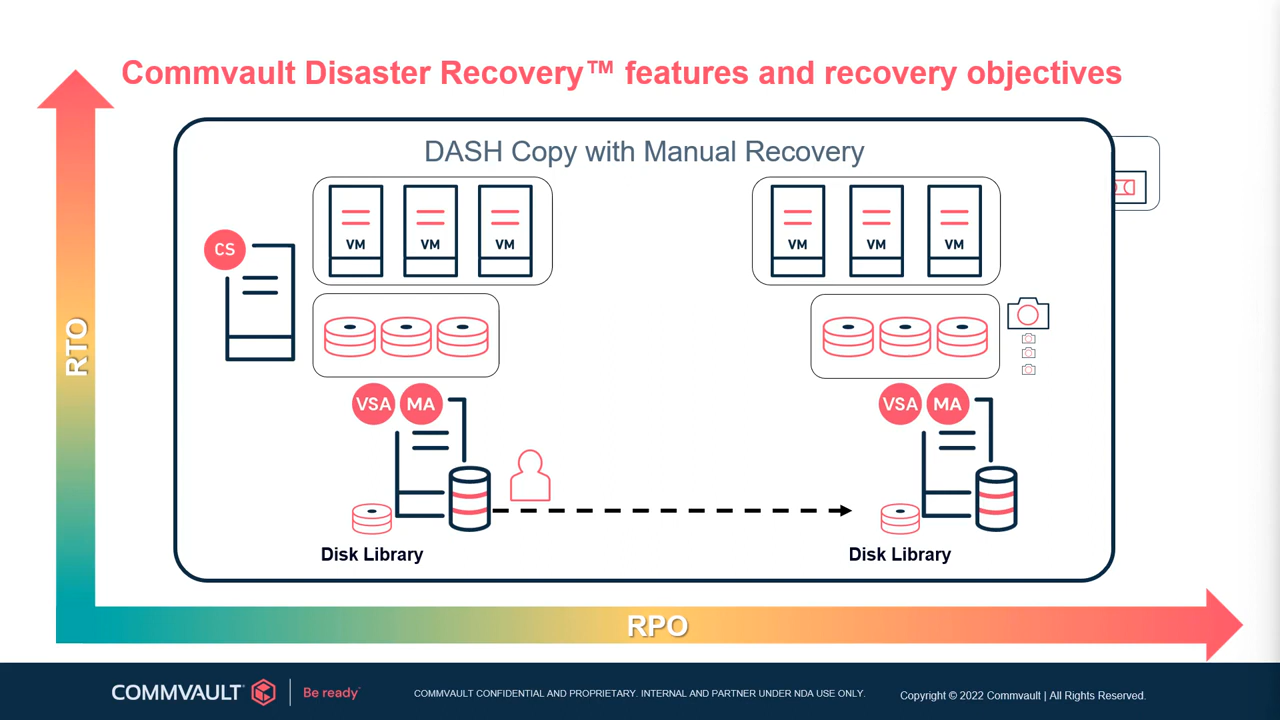 Commvault Disaster Recovery™ features and recovery objectives
DASH Copy with Manual Recovery
VM VM VM
VM VM VM
CS
RTO
VSA MA
VSA MA
Disk Library
Disk Library
RPO
COMMVAULT Be ready
COMMVAULT CONFIDENTIAL AND PROPRIETARY. INTERNAL AND PARTNER UNDER NDA USE ONLY.
Copyright © 2022 Commvault | All Rights Reserved.